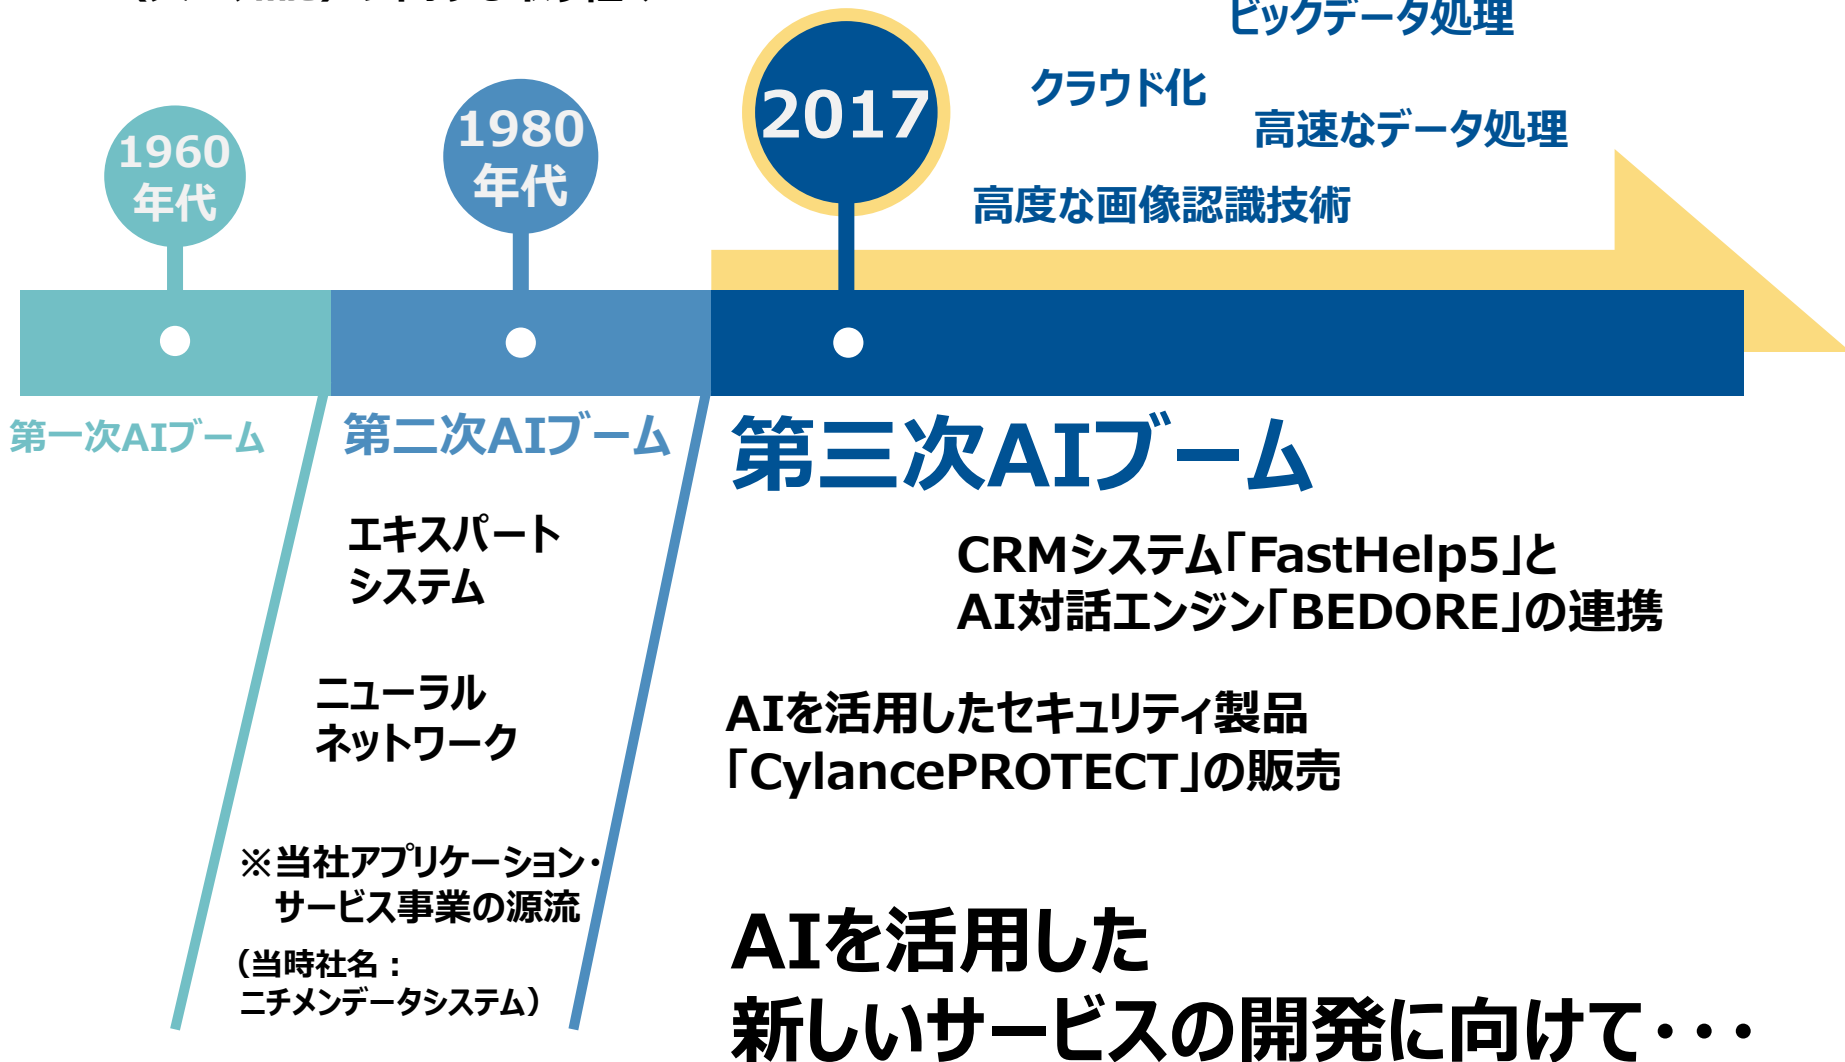 ビックデータ処理
クラウド化
高速なデータ処理
高度な画像認識技術
1960
年代
1980
年代
2017
第一次AIブーム
第二次AIブーム
第三次AIブーム
エキスパート
システム
ニューラル
ネットワーク
※当社アプリケーション・
サービス事業の源流
（当時社名：
ニチメンデータシステム）
CRMシステム「FastHelp5」と
AI対話エンジン「BEDORE」の連携
AIを活用したセキュリティ製品
「CylancePROTECT」の販売
AIを活用した
新しいサービスの開発に向けて・・・